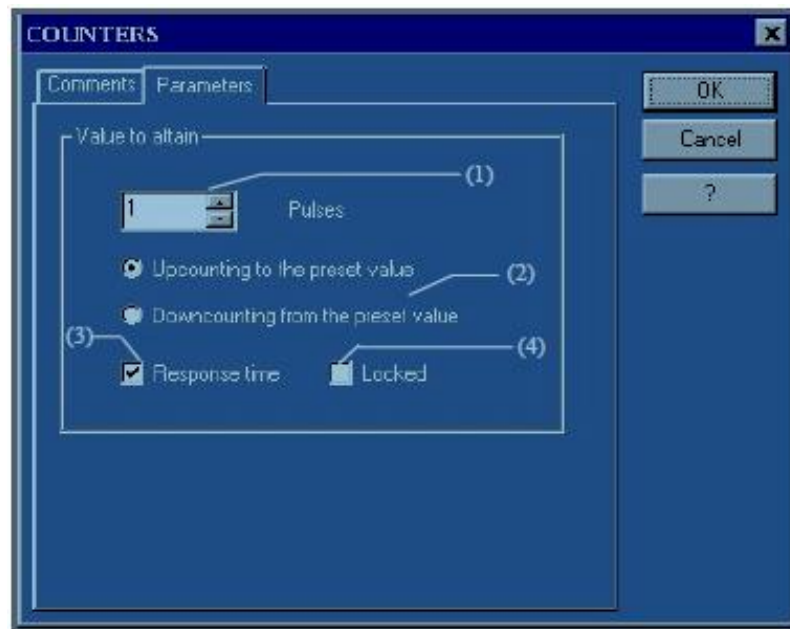 COUNTERS
Comments Parameters
OK
Value to attain
Cancel
(1)
1 Pulses
?
Upcounting to the preset value
(2)
Downcounting from the preset value
(3)
(4)
Response time Locked